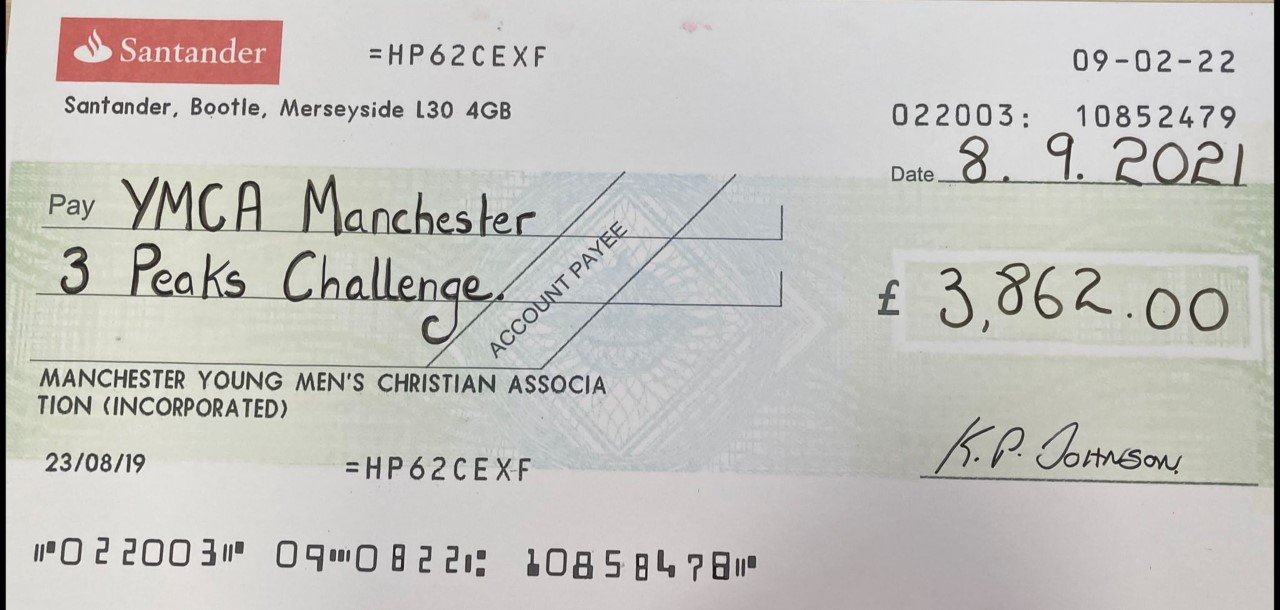 Santander
=HP62CEXF
09-02-22
Santander, Bootle, Merseyside L30 4GB
022003: 10852479
Date 8. 9. 2021
Pay YMCA Manchester
3 Peaks Challenge.
ACCOUNT PAYEE
£ 3,862.00
MANCHESTER YOUNG MEN'S CHRISTIAN ASSOCIA
TION (INCORPORATED)
K.P. JOHNSON
23/08/19
=HP62CEXF
⑈022003⑈ 09⑉0822⑆ 10858478⑈